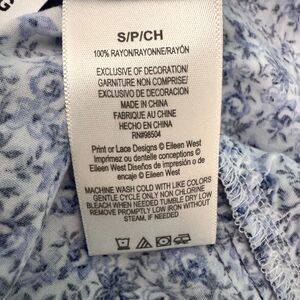 G
S/P/CH
100% RAYON/RAYONNE/RAYÓN
EXCLUSIVE OF DECORATION/
GARNITURE NON COMPRISE/
EXCLUSIVO DE DECORACION
MADE IN CHINA
FABRIQUE AU CHINE
HECHO EN CHINA
RN#98504
Print or Lace Designs © Eileen West
Imprimes ou dentelle conceptions ©
Eileen West Diseños de impresión o de
encaje © Eileen West
MACHINE WASH COLD WITH LIKE COLORS
GENTLE CYCLE ONLY NON CHLORINE
BLEACH WHEN NEEDED TUMBLE DRY LOW
REMOVE PROMPTLY LOW IRON WITHOUT
STEAM, IF NEEDED